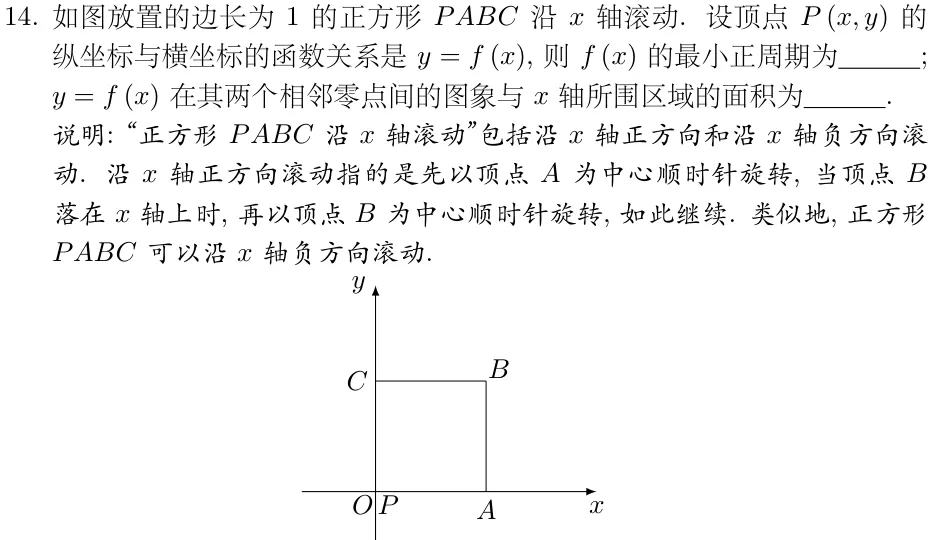 14. 如图放置的边长为 1 的正方形 PABC 沿 x 轴滚动. 设顶点 P (x, y) 的
纵坐标与横坐标的函数关系是 y = f (x), 则 f (x) 的最小正周期为______;
y = f (x) 在其两个相邻零点间的图象与 x 轴所围区域的面积为______.
说明: “正方形 PABC 沿 x 轴滚动”包括沿 x 轴正方向和沿 x 轴负方向滚
动. 沿 x 轴正方向滚动指的是先以顶点 A 为中心顺时针旋转, 当顶点 B
落在 x 轴上时, 再以顶点 B 为中心顺时针旋转, 如此继续. 类似地, 正方形
PABC 可以沿 x 轴负方向滚动.
y
C
B
O P
A
x